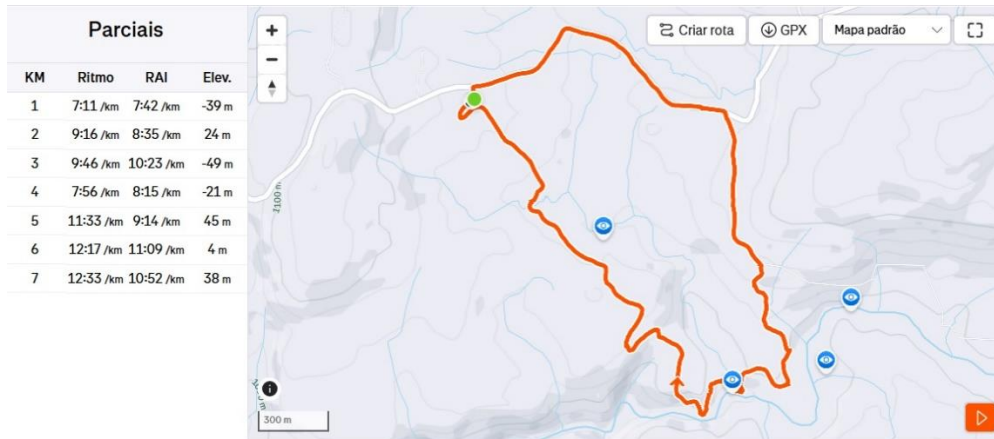 Parciais
KM Ritmo RAI Elev.
1 7:11 /km 7:42 /km -39 m
2 9:16 /km 8:35 /km 24 m
3 9:46 /km 10:23 /km -49 m
4 7:56 /km 8:15 /km -21 m
5 11:33 /km 9:14 /km 45 m
6 12:17 /km 11:09 /km 4 m
7 12:33 /km 10:52 /km 38 m
Criar rota
GPX
Mapa padrão
300 m